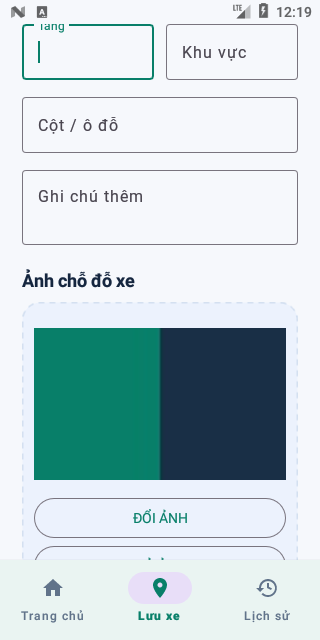 LTE 12:19
Tầng
Khu vực
Cột / ô đỗ
Ghi chú thêm
Ảnh chỗ đỗ xe
ĐỔI ẢNH
Trang chủ
Lưu xe
Lịch sử